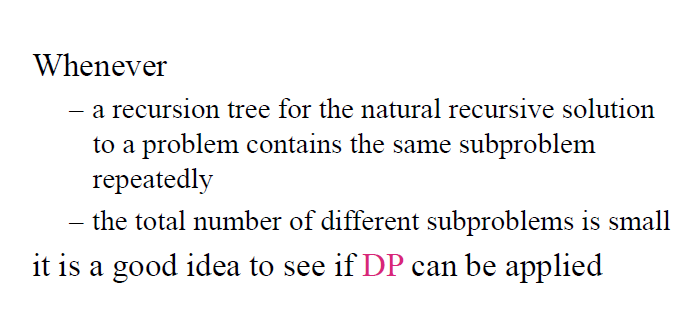 Whenever
– a recursion tree for the natural recursive solution
to a problem contains the same subproblem
repeatedly
– the total number of different subproblems is small
it is a good idea to see if DP can be applied